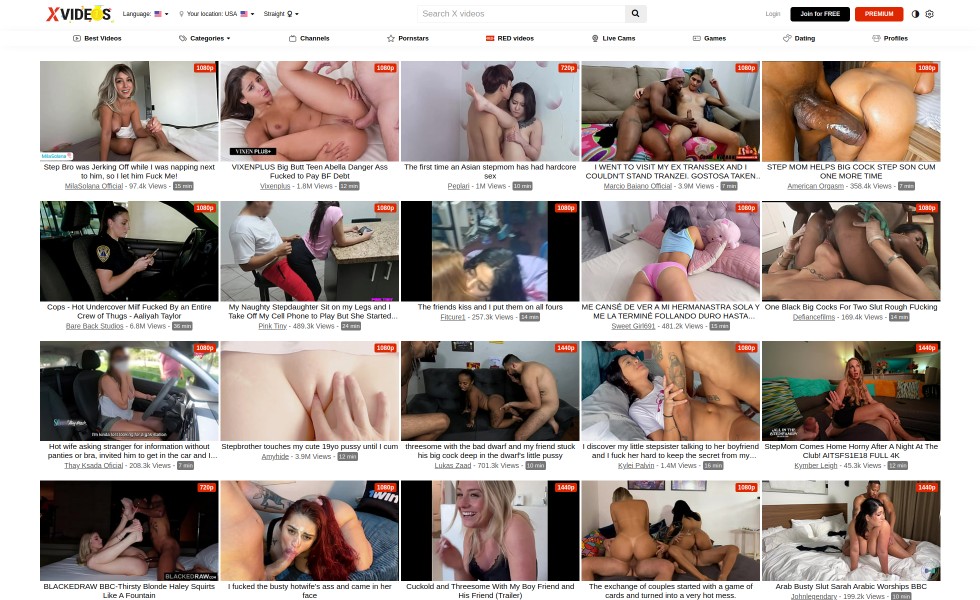 XVIDEOS
Language:
Your location: USA
Straight
Search X videos
Login
Join for FREE
PREMIUM
Best Videos
Categories
Channels
Pornstars
RED videos
Live Cams
Games
Dating
Profiles
1080p
1080p
720p
1080p
1080p
MilaSolana
VIXEN PLUS+
Step Bro was Jerking Off while I was napping next
to him, so I let him Fuck Me!
MilaSolana Official - 97.4k Views - 15 min
VIXENPLUS Big Butt Teen Abella Danger Ass
Fucked to Pay BF Debt
Vixenplus - 1.8M Views - 12 min
The first time an Asian stepmom has had hardcore
sex
Peplari - 1M Views - 10 min
I WENT TO VISIT MY EX TRANSSEX AND I
COULDN'T STAND TRANZEI. GOSTOSA TAKEN...
Marcio Baiano Official - 3.9M Views - 7 min
STEP MOM HELPS BIG COCK STEP SON CUM
ONE MORE TIME
American Orgasm - 358.4k Views - 7 min
1080p
1080p
1080p
1080p
1080p
PINK TINY
Cops - Hot Undercover Milf Fucked By an Entire
Crew of Thugs - Aaliyah Taylor
Bare Back Studios - 6.8M Views - 36 min
My Naughty Stepdaughter Sit on my Legs and I
Take Off My Cell Phone to Play But She Started...
Pink Tiny - 489.3k Views - 24 min
The friends kiss and I put them on all fours
Fitcure1 - 257.3k Views - 14 min
ME CANSÉ DE VER A MI HERMANASTRA SOLA Y
ME LA TERMINÉ FOLLANDO DURO HASTA...
Sweet Girl691 - 481.2k Views - 15 min
One Black Big Cocks For Two Slut Rough FUcking
Defiancefilms - 169.4k Views - 14 min
1080p
1080p
1440p
1080p
1440p
Hot wife asking stranger for information without
panties or bra, invited him to get in the car and I...
Thay Ksada Oficial - 208.3k Views - 7 min
Stepbrother touches my cute 19yo pussy until I cum
Amyhide - 3.9M Views - 12 min
threesome with the bad dwarf and my friend stuck
his big cock deep in the dwarf's little pussy
Lukas Zaad - 701.3k Views - 10 min
I discover my little stepsister talking to her boyfriend
and I fuck her hard to keep the secret from my...
Kylei Palvin - 1.4M Views - 16 min
StepMom Comes Home Horny After A Night At The
Club! AITSFS1E18 FULL 4K
Kymber Leigh - 45.3k Views - 12 min
720p
1080p
1440p
1080p
1440p
BLACKEDRAW.COM
1WIN
BLACKEDRAW BBC-Thirsty Blonde Haley Squirts
Like A Fountain
I fucked the busty hotwife's ass and came in her
face
Cuckold and Threesome With My Boy Friend and
His Friend (Trailer)
The exchange of couples started with a game of
cards and turned into a very hot mess.
Arab Busty Slut Sarah Arabic Worships BBC
Johnlegendary - 199.2k Views - 10 min